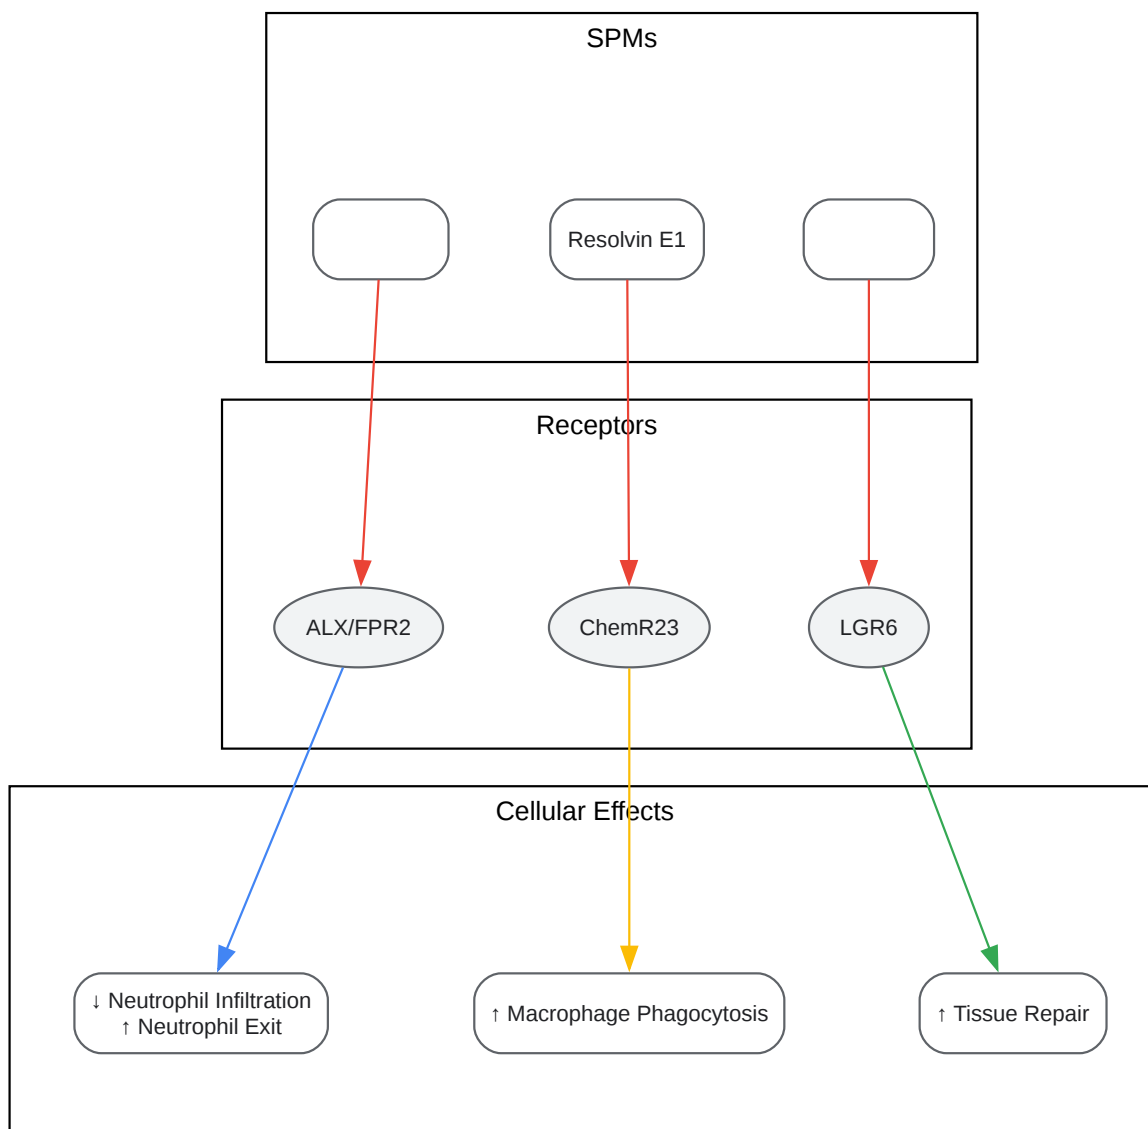 SPMs
Resolvin E1
Receptors
ALX/FPR2
ChemR23
LGR6
Cellular Effects
↓ Neutrophil Infiltration
↑ Neutrophil Exit
↑ Macrophage Phagocytosis
↑ Tissue Repair